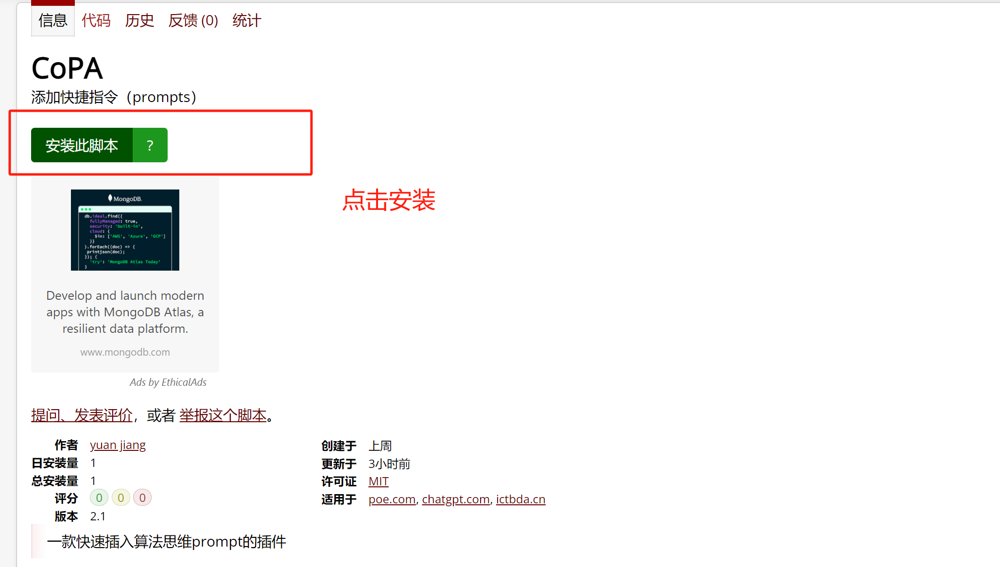 信息 代码 历史 反馈 (0) 统计
CoPA
添加快捷指令（prompts）
安装此脚本 ?
点击安装
MongoDB.
db.ideal.find({
fullyManaged: true,
security: 'built-in',
cloud: {
$in: ['AWS', 'Azure', 'GCP']
}}
).forEach((doc) => {
printjson(doc);
}); {
'try': 'MongoDB Atlas Today'
}
Develop and launch modern
apps with MongoDB Atlas, a
resilient data platform.
www.mongodb.com
Ads by EthicalAds
提问、发表评价，或者 举报这个脚本。
作者 yuan jiang
日安装量 1
总安装量 1
评分 0 0 0
版本 2.1
创建于 上周
更新于 3小时前
许可证 MIT
适用于 poe.com, chatgpt.com, ictbda.cn
一款快速插入算法思维prompt的插件